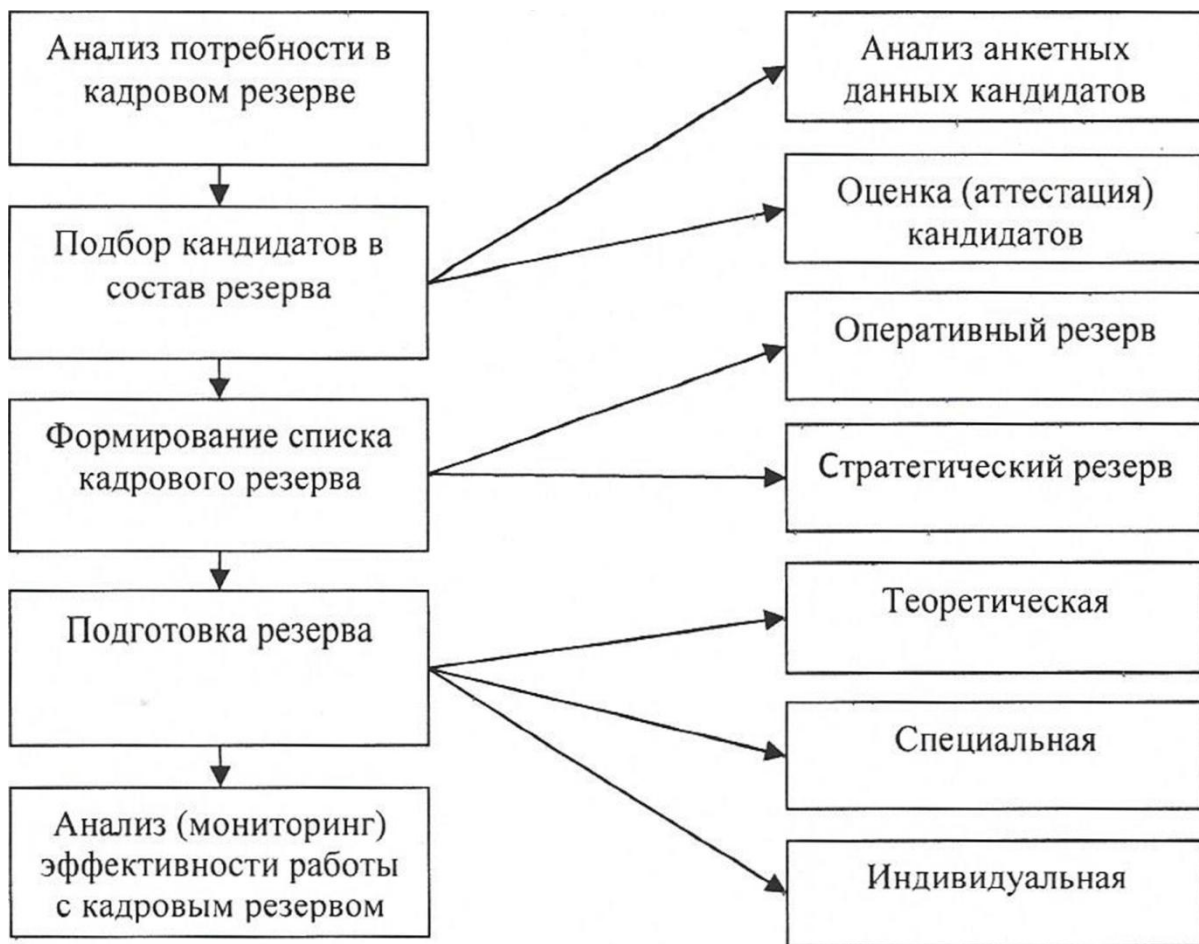 Анализ потребности в
кадровом резерве
Подбор кандидатов в
состав резерва
Формирование списка
кадрового резерва
Подготовка резерва
Анализ (мониторинг)
эффективности работы
с кадровым резервом
Анализ анкетных
данных кандидатов
Оценка (аттестация)
кандидатов
Оперативный резерв
Стратегический резерв
Теоретическая
Специальная
Индивидуальная